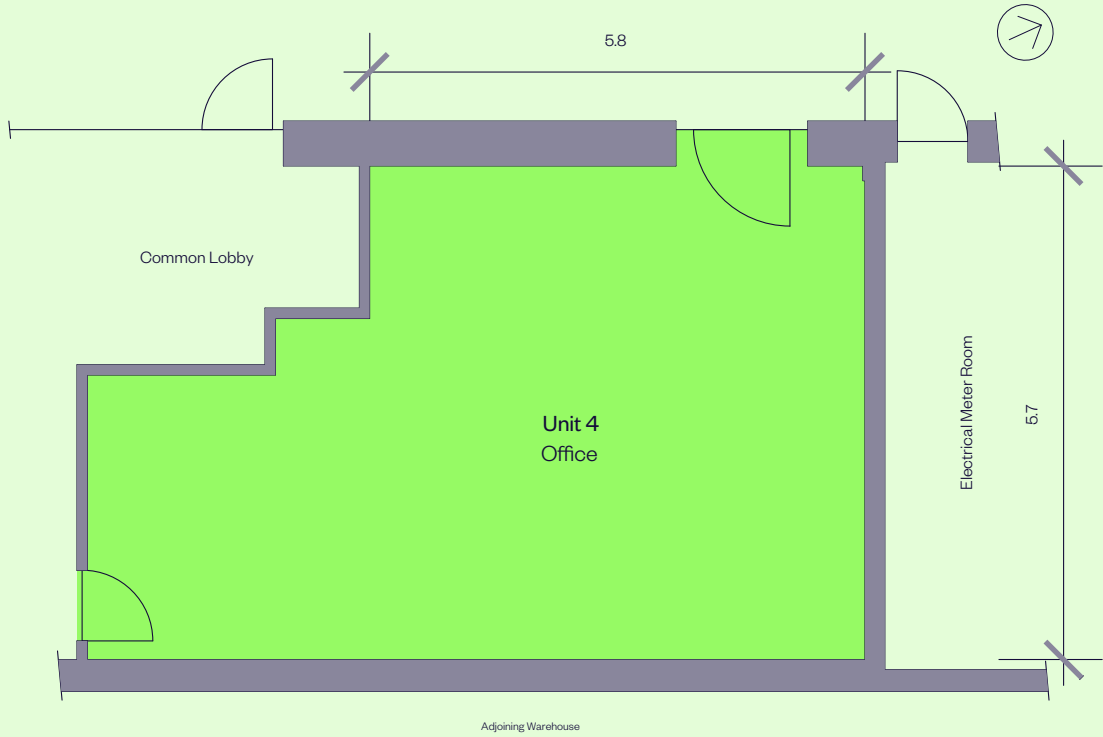 5.8
Common Lobby
Electrical Meter Room
5.7
Unit 4
Office
Adjoining Warehouse